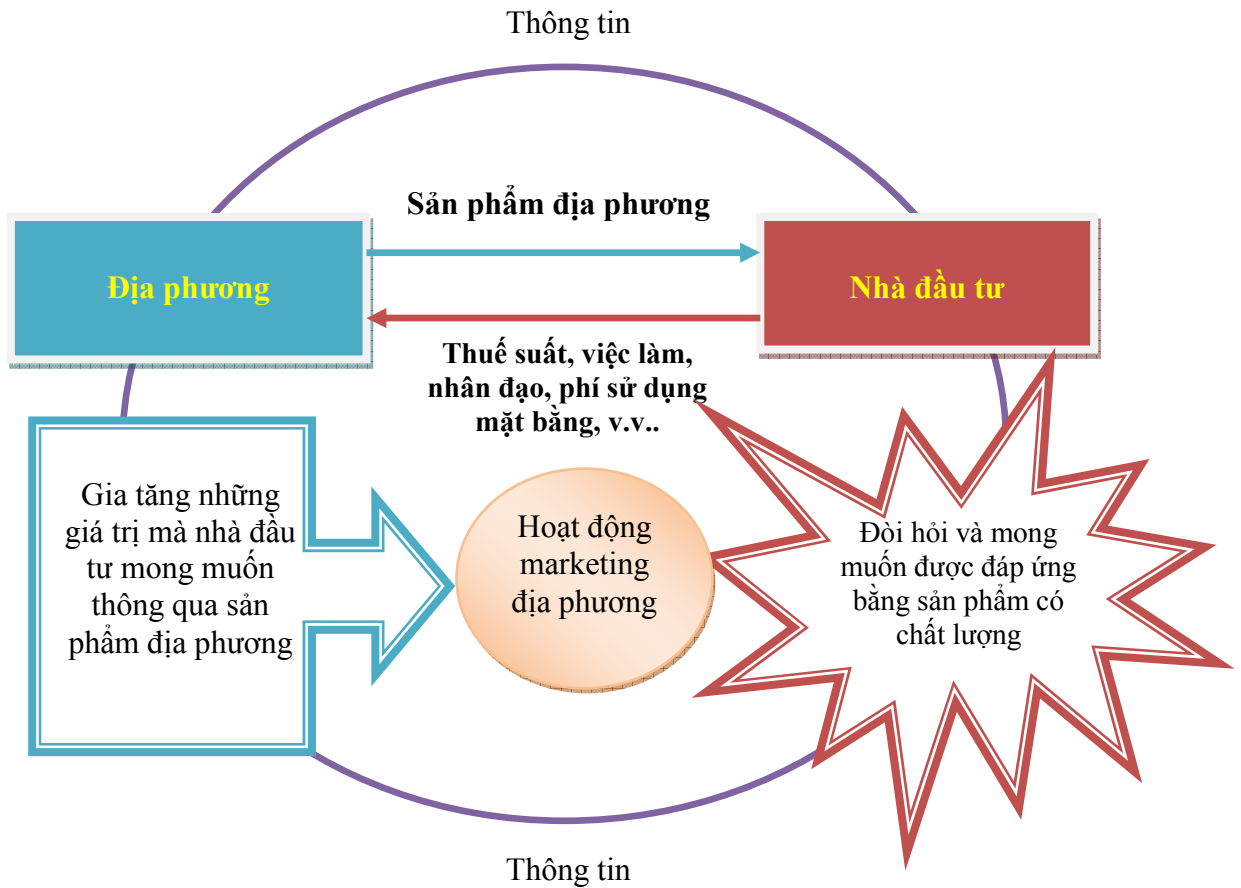 Thông tin
Sản phẩm địa phương
Địa phương
Nhà đầu tư
Thuế suất, việc làm,
nhân đạo, phí sử dụng
mặt bằng, v.v..
Gia tăng những
giá trị mà nhà đầu
tư mong muốn
thông qua sản
phẩm địa phương
Hoạt động
marketing
địa phương
Đòi hỏi và mong
muốn được đáp ứng
bằng sản phẩm có
chất lượng
Thông tin